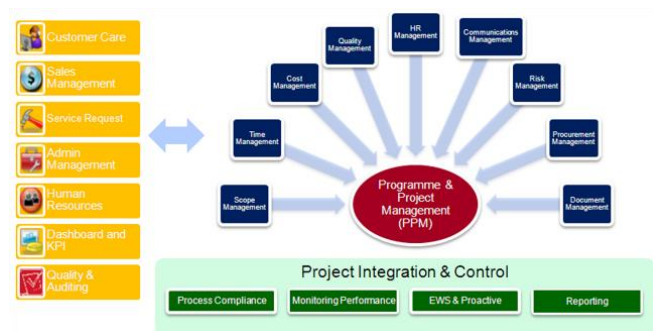 Customer Care
Sales
Management
Service Request
Admin
Management
Human
Resources
Dashboard and
KPI
Quality &
Auditing
Scope
Management
Time
Management
Cost
Management
Quality
Management
HR
Management
Communications
Management
Risk
Management
Procurement
Management
Document
Management
Programme &
Project
Management
(PPM)
Project Integration & Control
Process Compliance
Monitoring Performance
EWS & Proactive
Reporting